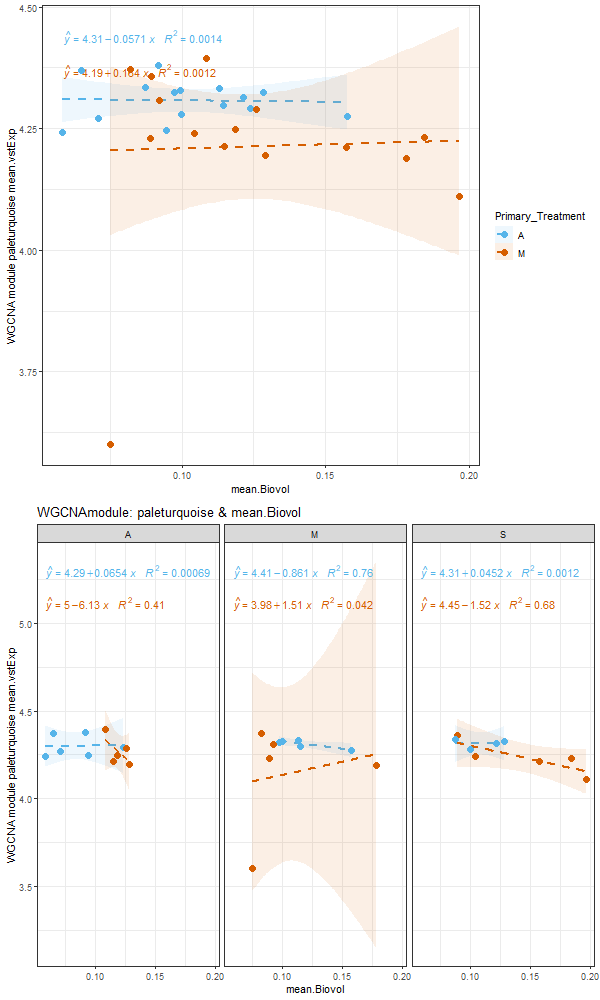 4.50
ŷ = 4.31 − 0.0571 x   R² = 0.0014
ŷ = 4.19 + 0.164 x   R² = 0.0012
4.25
4.00
3.75
WGCNA module paleturquoise mean.vstExp
0.10 0.15 0.20
mean.Biovol
Primary_Treatment
A
M
WGCNAmodule: paleturquoise & mean.Biovol
A M S
ŷ = 4.29 + 0.0654 x   R² = 0.00069
ŷ = 5 − 6.13 x   R² = 0.41
ŷ = 4.41 − 0.861 x   R² = 0.76
ŷ = 3.98 + 1.51 x   R² = 0.042
ŷ = 4.31 + 0.0452 x   R² = 0.0012
ŷ = 4.45 − 1.52 x   R² = 0.68
5.0
4.5
4.0
3.5
WGCNA module paleturquoise mean.vstExp
0.10 0.15 0.20 0.10 0.15 0.20 0.10 0.15 0.20
mean.Biovol